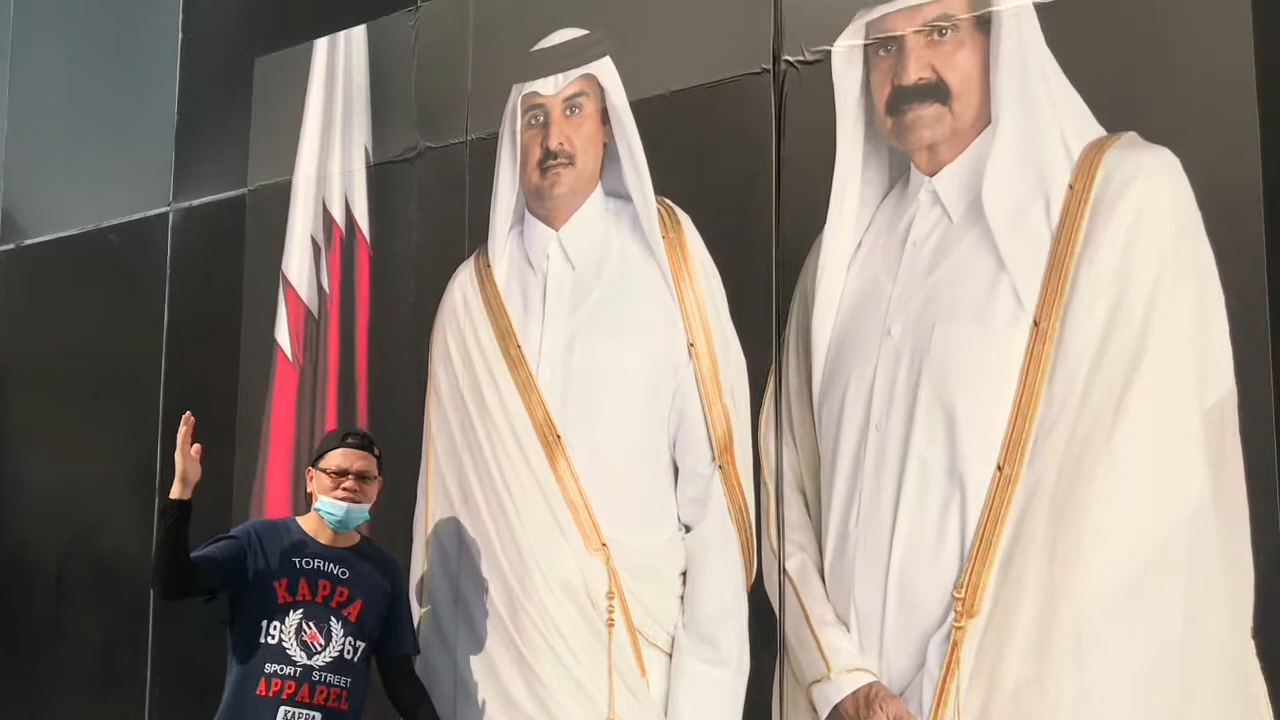 TORINO
KAPPA
19 67
SPORT STREET
APPAREL
KAPPA